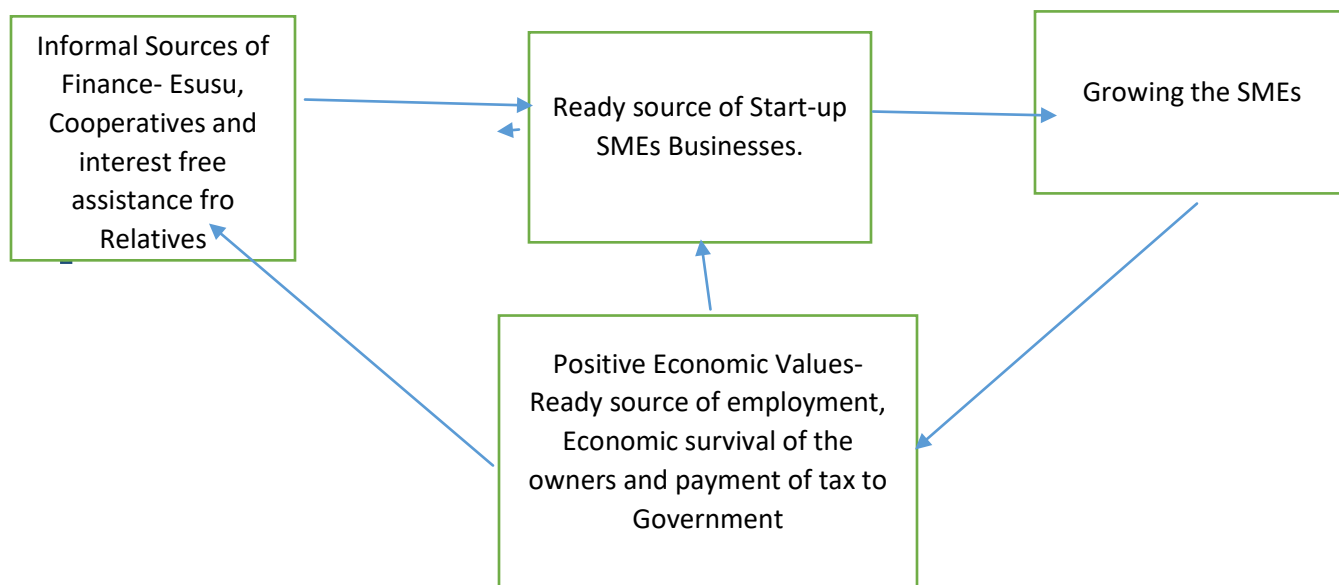 Informal Sources of
Finance- Esusu,
Cooperatives and
interest free
assistance fro
Relatives
Ready source of Start-up
SMEs Businesses.
Growing the SMEs
Positive Economic Values-
Ready source of employment,
Economic survival of the
owners and payment of tax to
Government